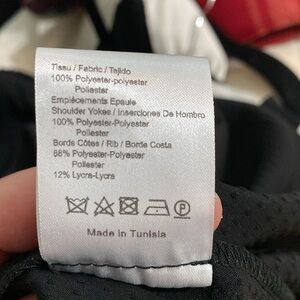 Tissu / Fabric / Tejido
100% Polyester-polyester
Poliester
Emplècements Epaule
Shoulder Yokes / Inserciones De Hombro
100% Polyester-Polyester
Poliester
Bords Côtes / Rib / Borde Costa
88% Polyester-Polyester
Poliester
12% Lycra-Lycra
P
Made in Tunisia